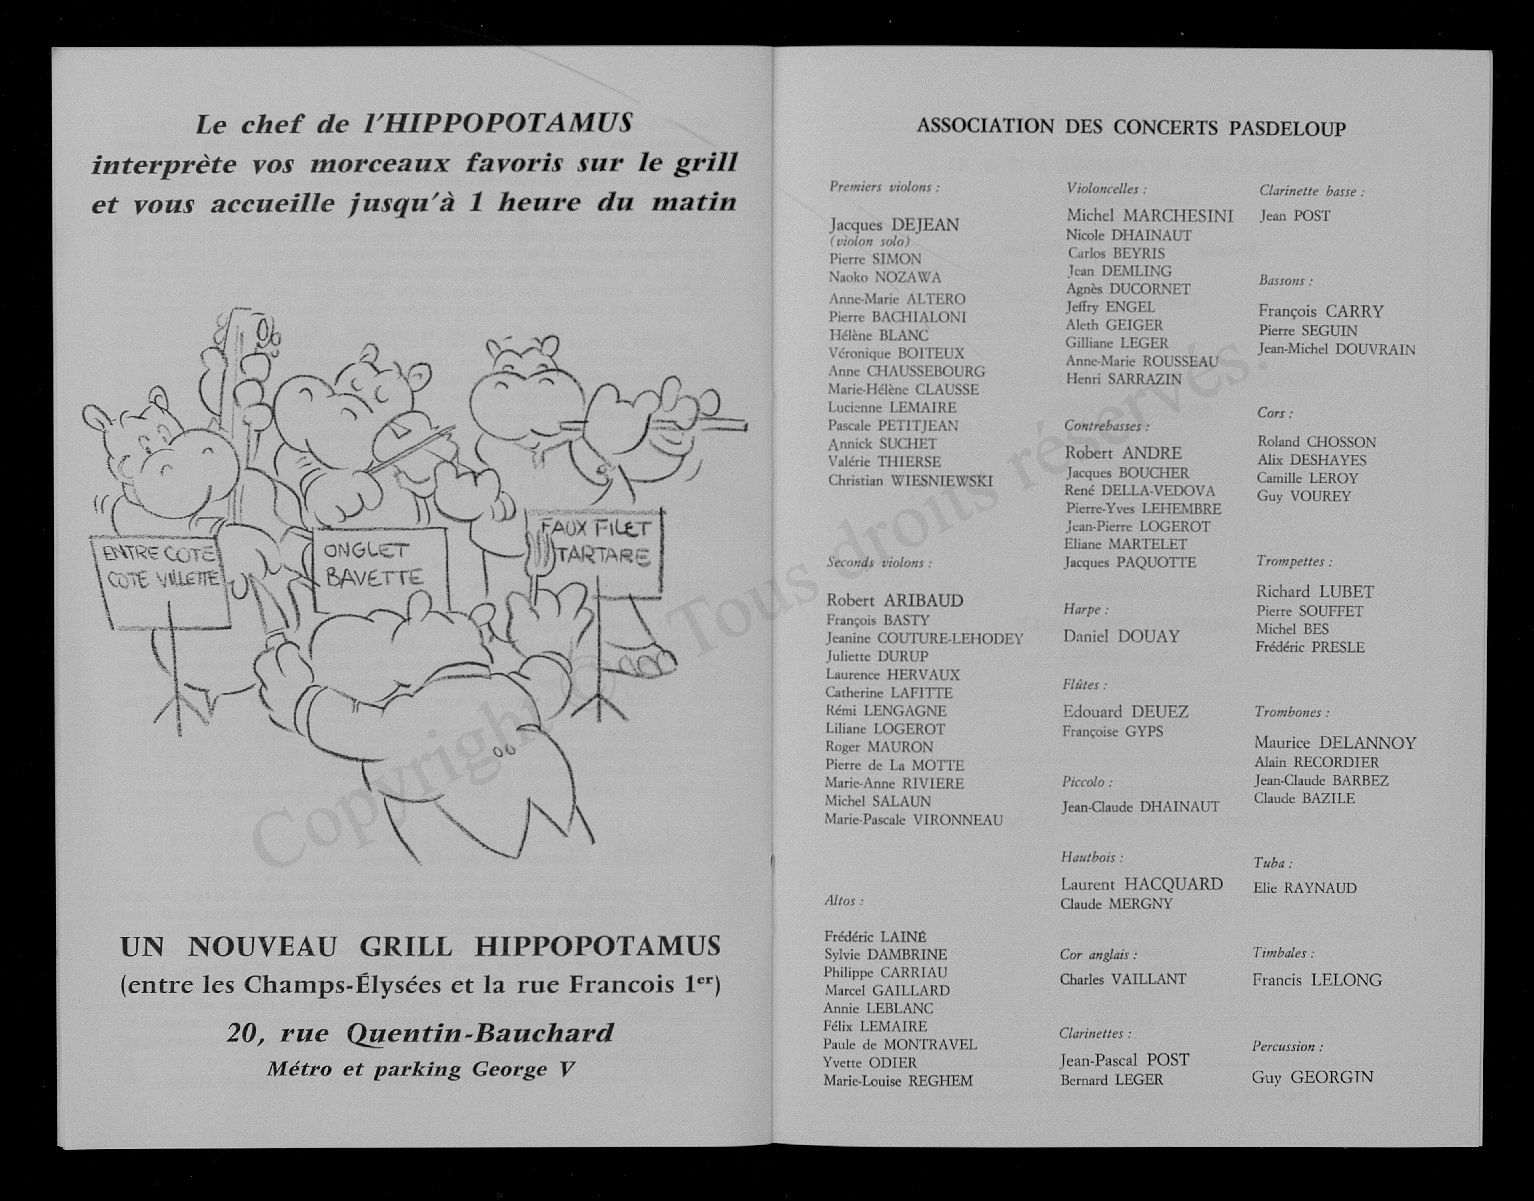 Le chef de l'HIPPOPOTAMUS
interprète vos morceaux favoris sur le grill
et vous accueille jusqu'à 1 heure du matin
ENTRE COTE
COTE VILLETTE
ONGLET
BAVETTE
FAUX FILET
TARTARE
UN NOUVEAU GRILL HIPPOPOTAMUS
(entre les Champs-Élysées et la rue Francois 1er)
20, rue Quentin-Bauchard
Métro et parking George V
ASSOCIATION DES CONCERTS PASDELOUP
Premiers violons :
Jacques DEJEAN
(violon solo)
Pierre SIMON
Naoko NOZAWA
Anne-Marie ALTERO
Pierre BACHIALONI
Hélène BLANC
Véronique BOITEUX
Anne CHAUSSEBOURG
Marie-Hélène CLAUSSE
Lucienne LEMAIRE
Pascale PETITJEAN
Annick SUCHET
Valérie THIERSE
Christian WIESNIEWSKI
Seconds violons :
Robert ARIBAUD
François BASTY
Jeanine COUTURE-LEHODEY
Juliette DURUP
Laurence HERVAUX
Catherine LAFITTE
Rémi LENGAGNE
Liliane LOGEROT
Roger MAURON
Pierre de La MOTTE
Marie-Anne RIVIERE
Michel SALAUN
Marie-Pascale VIRONNEAU
Altos :
Frédéric LAINÉ
Sylvie DAMBRINE
Philippe CARRIAU
Marcel GAILLARD
Annie LEBLANC
Félix LEMAIRE
Paule de MONTRAVEL
Yvette ODIER
Marie-Louise REGHEM
Violoncelles :
Michel MARCHESINI
Nicole DHAINAUT
Carlos BEYRIS
Jean DEMLING
Agnès DUCORNET
Jeffry ENGEL
Aleth GEIGER
Gilliane LEGER
Anne-Marie ROUSSEAU
Henri SARRAZIN
Contrebasses :
Robert ANDRE
Jacques BOUCHER
René DELLA-VEDOVA
Pierre-Yves LEHEMBRE
Jean-Pierre LOGEROT
Eliane MARTELET
Jacques PAQUOTTE
Harpe :
Daniel DOUAY
Flûtes :
Edouard DEUEZ
Françoise GYPS
Piccolo :
Jean-Claude DHAINAUT
Hautbois :
Laurent HACQUARD
Claude MERGNY
Cor anglais :
Charles VAILLANT
Clarinettes :
Jean-Pascal POST
Bernard LEGER
Clarinette basse :
Jean POST
Bassons :
François CARRY
Pierre SEGUIN
Jean-Michel DOUVRAIN
Cors :
Roland CHOSSON
Alix DESHAYES
Camille LEROY
Guy VOUREY
Trompettes :
Richard LUBET
Pierre SOUFFET
Michel BES
Frédéric PRESLE
Trombones :
Maurice DELANNOY
Alain RECORDIER
Jean-Claude BARBEZ
Claude BAZILE
Tuba :
Elie RAYNAUD
Timbales :
Francis LELONG
Percussion :
Guy GEORGIN
Copyright © Tous droits réservés.